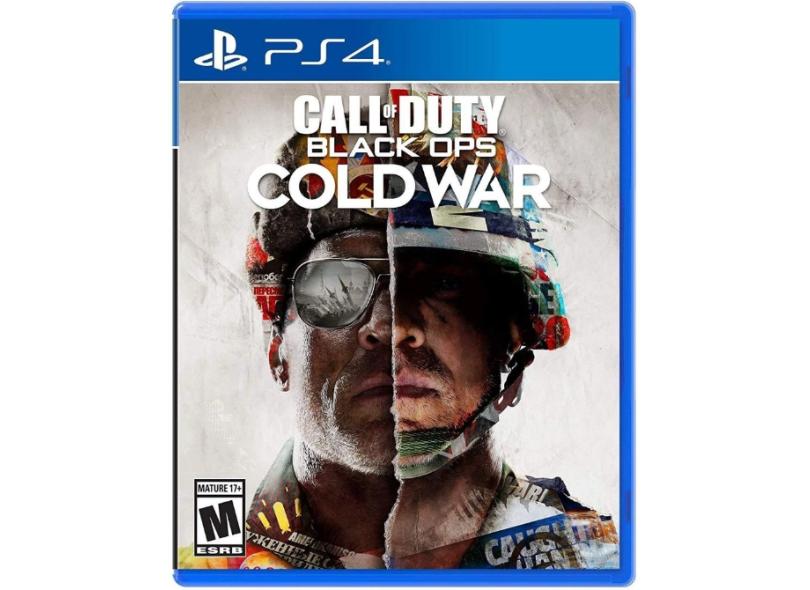 PS4
CALL OF DUTY
BLACK OPS
COLD WAR
MATURE 17+
M
ESRB